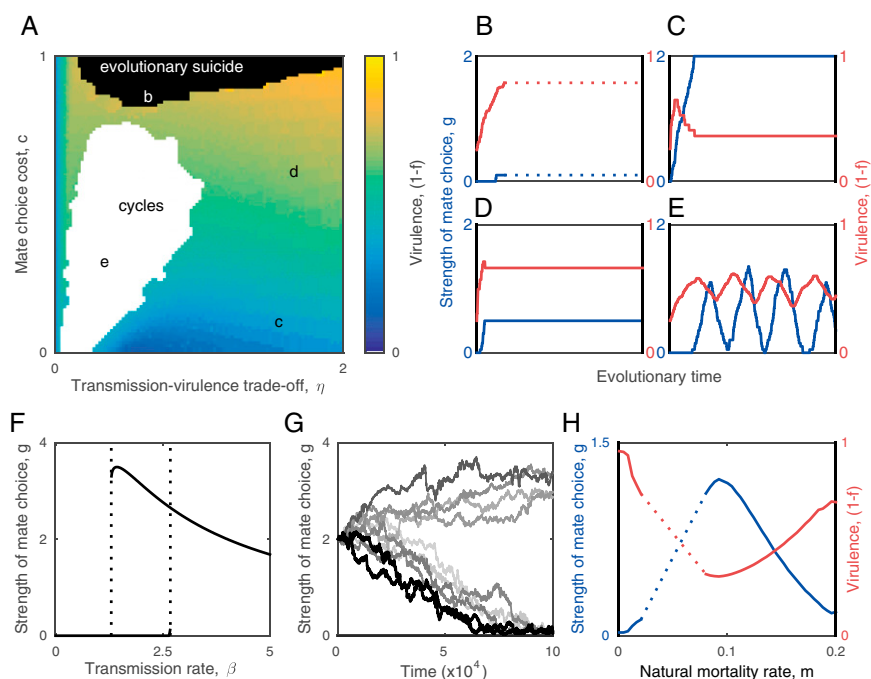 A
evolutionary suicide
b
cycles
d
e
c
Mate choice cost, c
1
0
0
2
Transmission-virulence trade-off, η
1
0
Virulence, (1-f)
B
2
0
1
0
C
2
0
1
0
D
2
0
1
0
E
2
0
1
0
Strength of mate choice, g
Virulence, (1-f)
Evolutionary time
F
4
2
0
0
2.5
5
Strength of mate choice, g
Transmission rate, β
G
4
2
0
0
5
10
Strength of mate choice, g
Time (x10⁴)
H
1.5
0
1
0
0
0.1
0.2
Strength of mate choice, g
Virulence, (1-f)
Natural mortality rate, m